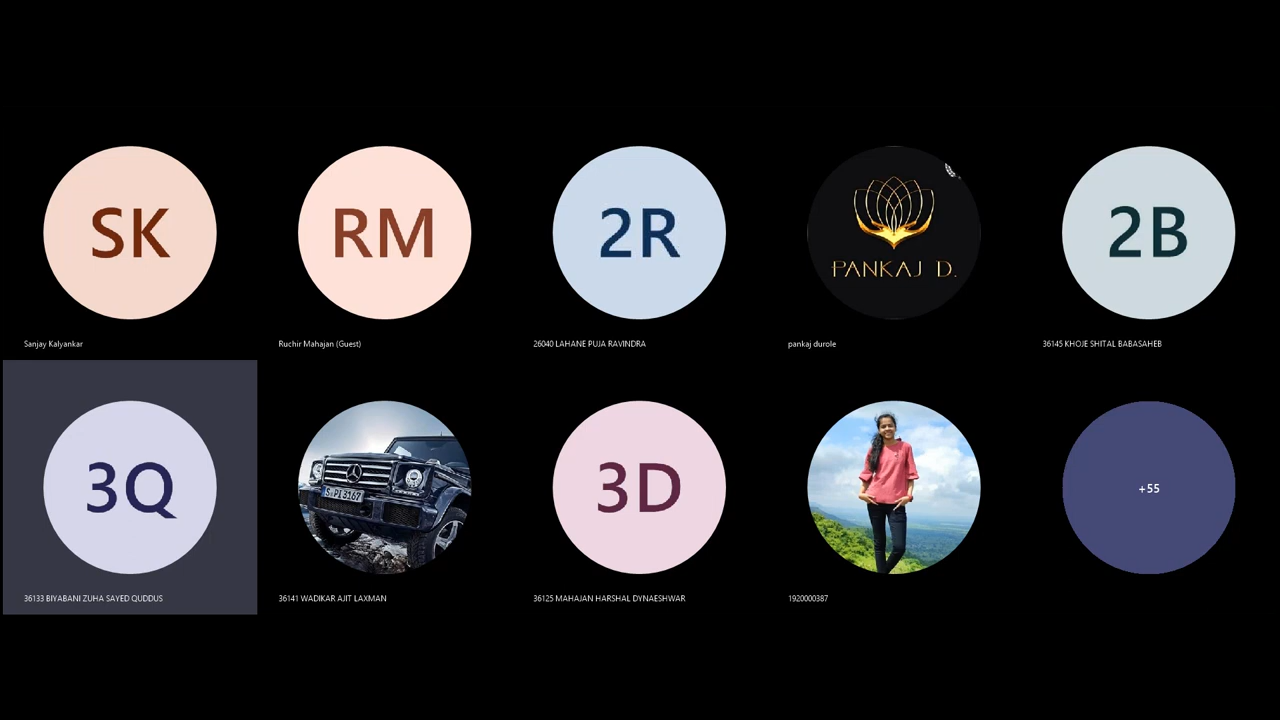 SK
RM
2R
PANKAJ D.
2B
Sanjay Kalyankar
Ruchir Mahajan (Guest)
26040 LAHANE PUJA RAVINDRA
pankaj durole
36145 KHOJE SHITAL BABASAHEB
3Q
3D
+55
36133 BIYABANI ZUHA SAYED QUDDUS
36141 WADIKAR AJIT LAXMAN
36125 MAHAJAN HARSHAL DYNAESHWAR
1920000387